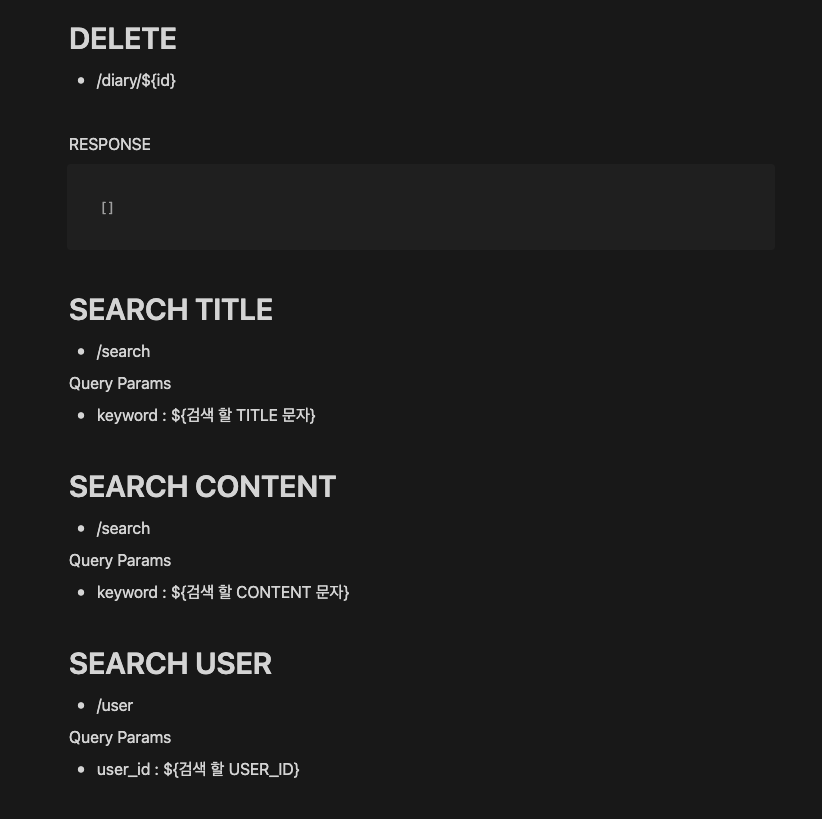 DELETE
• /diary/${id}
RESPONSE
[]
SEARCH TITLE
• /search
Query Params
• keyword : ${검색 할 TITLE 문자}
SEARCH CONTENT
• /search
Query Params
• keyword : ${검색 할 CONTENT 문자}
SEARCH USER
• /user
Query Params
• user_id : ${검색 할 USER_ID}